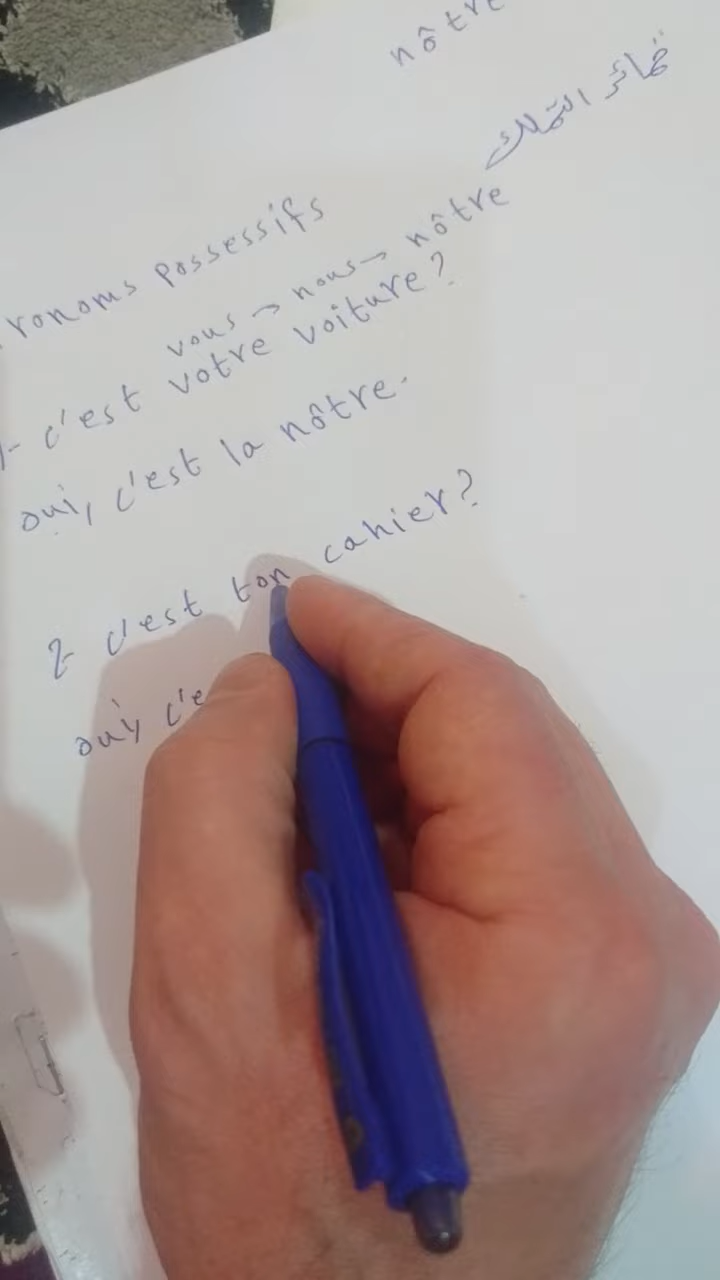 nôtre
ضمائر التملك
ronoms possessifs
vous → nous → nôtre
1- c'est votre voiture?
oui, c'est la nôtre.
2- c'est ton cahier?
oui, c'e